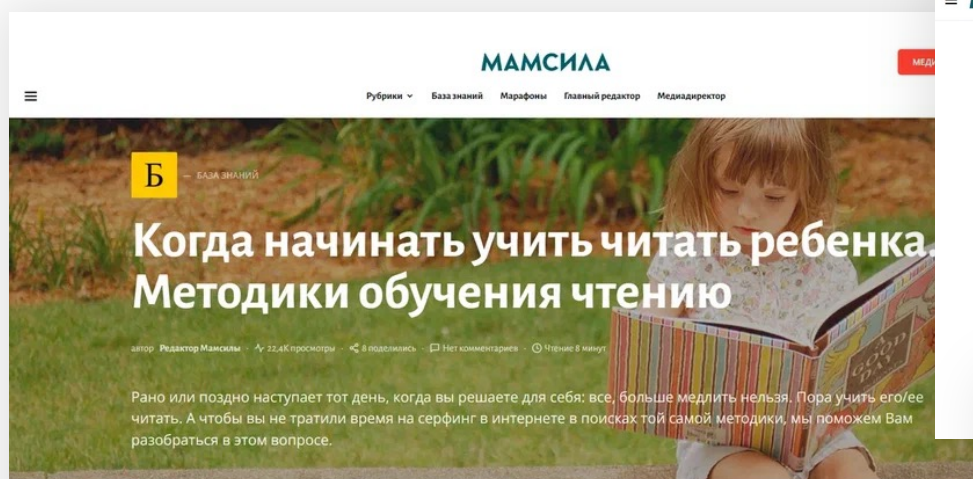 МАМСИЛА
МЕДИ
Рубрики База знаний Марафоны Главный редактор Медиадиректор
Б — БАЗА ЗНАНИЙ
Когда начинать учить читать ребенка.
Методики обучения чтению
автор Редактор Мамсилы · 22,4K просмотры · 8 поделились · Нет комментариев · Чтение 8 минут
A GOOD DAY
Рано или поздно наступает тот день, когда вы решаете для себя: все, больше медлить нельзя. Пора учить его/ее
читать. А чтобы вы не тратили время на серфинг в интернете в поисках той самой методики, мы поможем Вам
разобраться в этом вопросе.